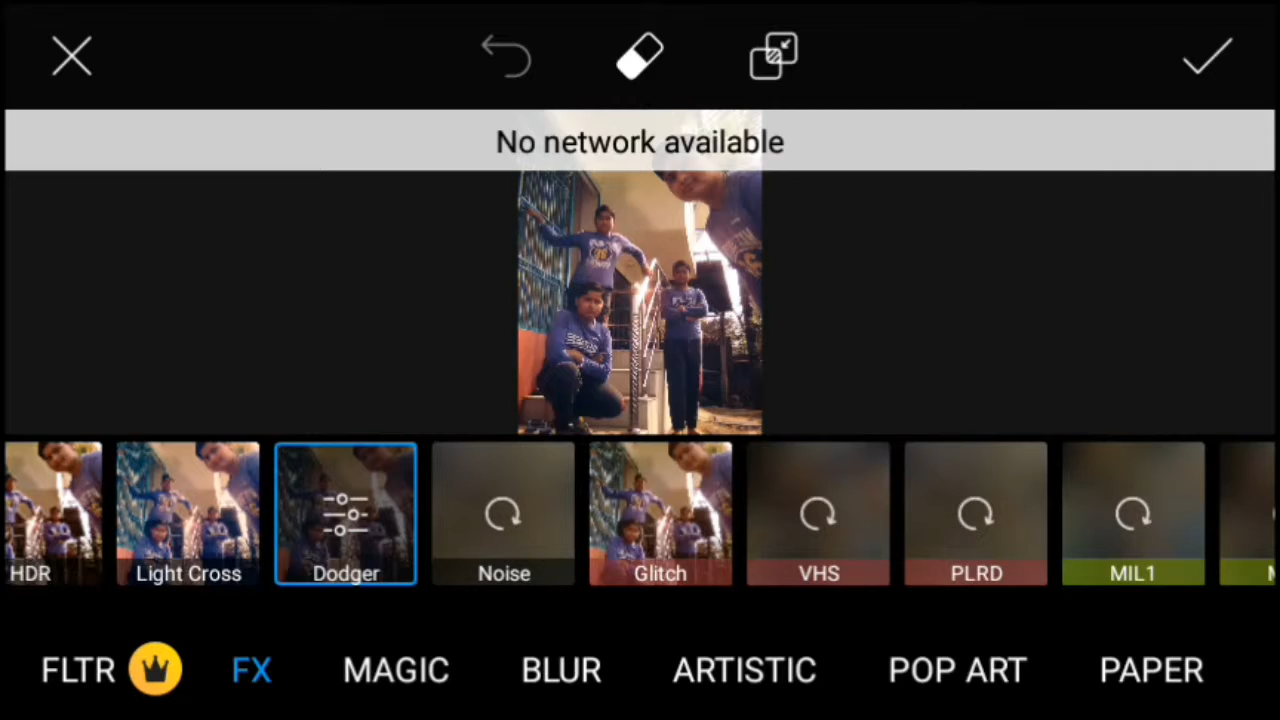 No network available
HDR
Light Cross
Dodger
Noise
Glitch
VHS
PLRD
MIL1
FLTR
FX
MAGIC
BLUR
ARTISTIC
POP ART
PAPER